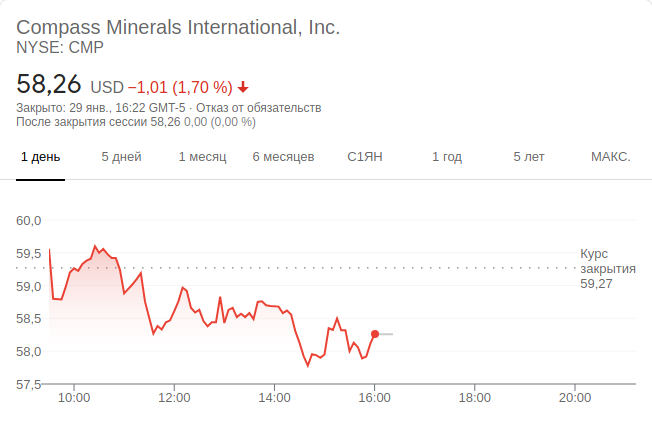 Compass Minerals International, Inc.
NYSE: CMP
58,26 USD −1,01 (1,70 %)
Закрыто: 29 янв., 16:22 GMT-5 · Отказ от обязательств
После закрытия сессии 58,26 0,00 (0,00 %)
1 день 5 дней 1 месяц 6 месяцев С1ЯН 1 год 5 лет МАКС.
60,0
59,5
59,0
58,5
58,0
57,5
Курс
закрытия
59,27
10:00 12:00 14:00 16:00 18:00 20:00